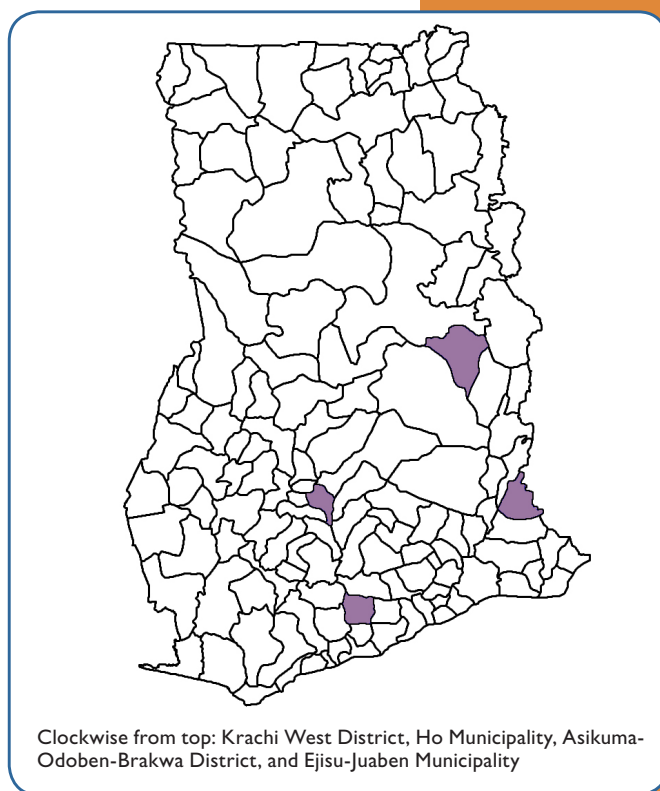 Clockwise from top: Krachi West District, Ho Municipality, Asikuma-
Odoben-Brakwa District, and Ejisu-Juaben Municipality